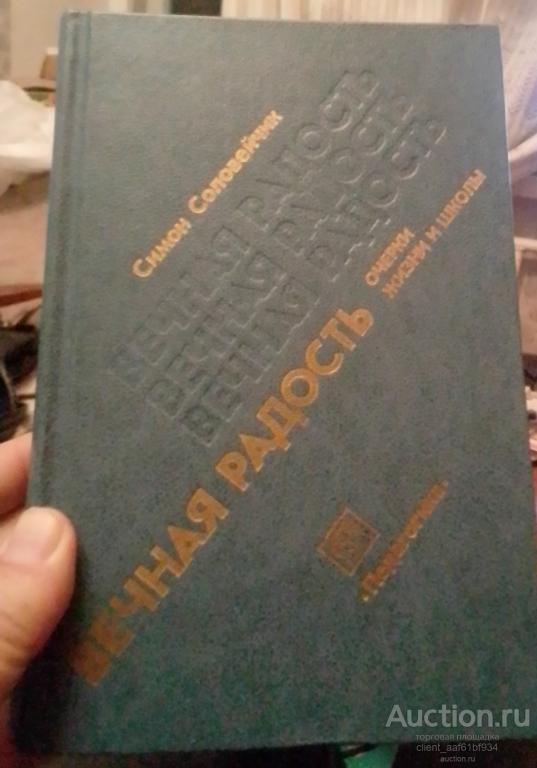 Симон Соловейчик
ВЕЧНАЯ РАДОСТЬ
ВЕЧНАЯ РАДОСТЬ
ВЕЧНАЯ РАДОСТЬ
ВЕЧНАЯ РАДОСТЬ
ОЧЕРКИ
ЖИЗНИ И ШКОЛЫ
«Педагогика»
Auction.ru
торговая площадка
client_aaf61bf934
auction.ru